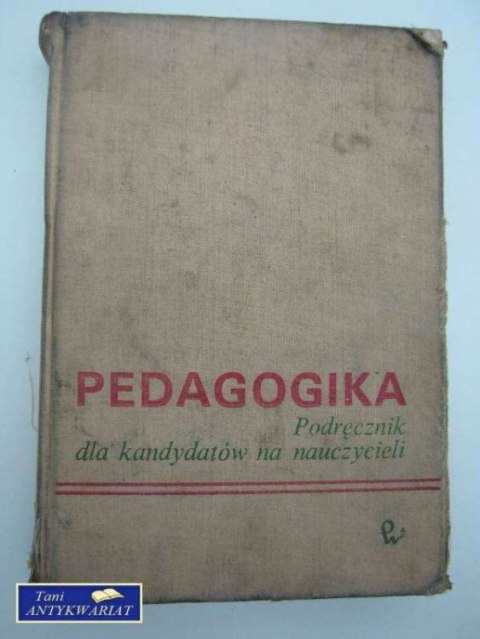 PEDAGOGIKA
Podręcznik
dla kandydatów na nauczycieli
Tani
ANTYKWARIAT